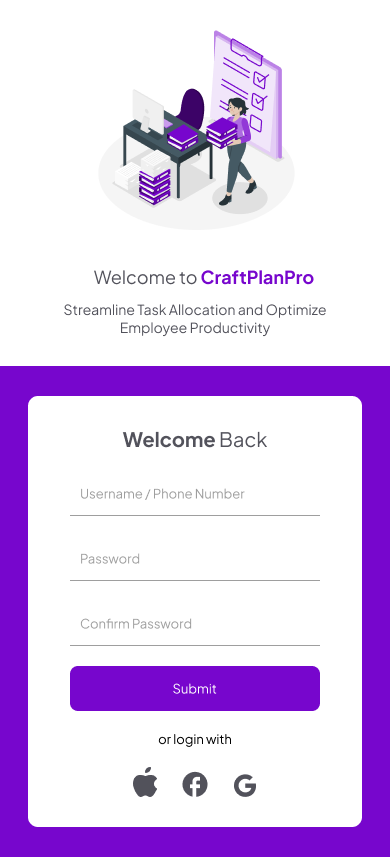 Welcome to CraftPlanPro
Streamline Task Allocation and Optimize
Employee Productivity
Welcome Back
Username / Phone Number
Password
Confirm Password
Submit
or login with